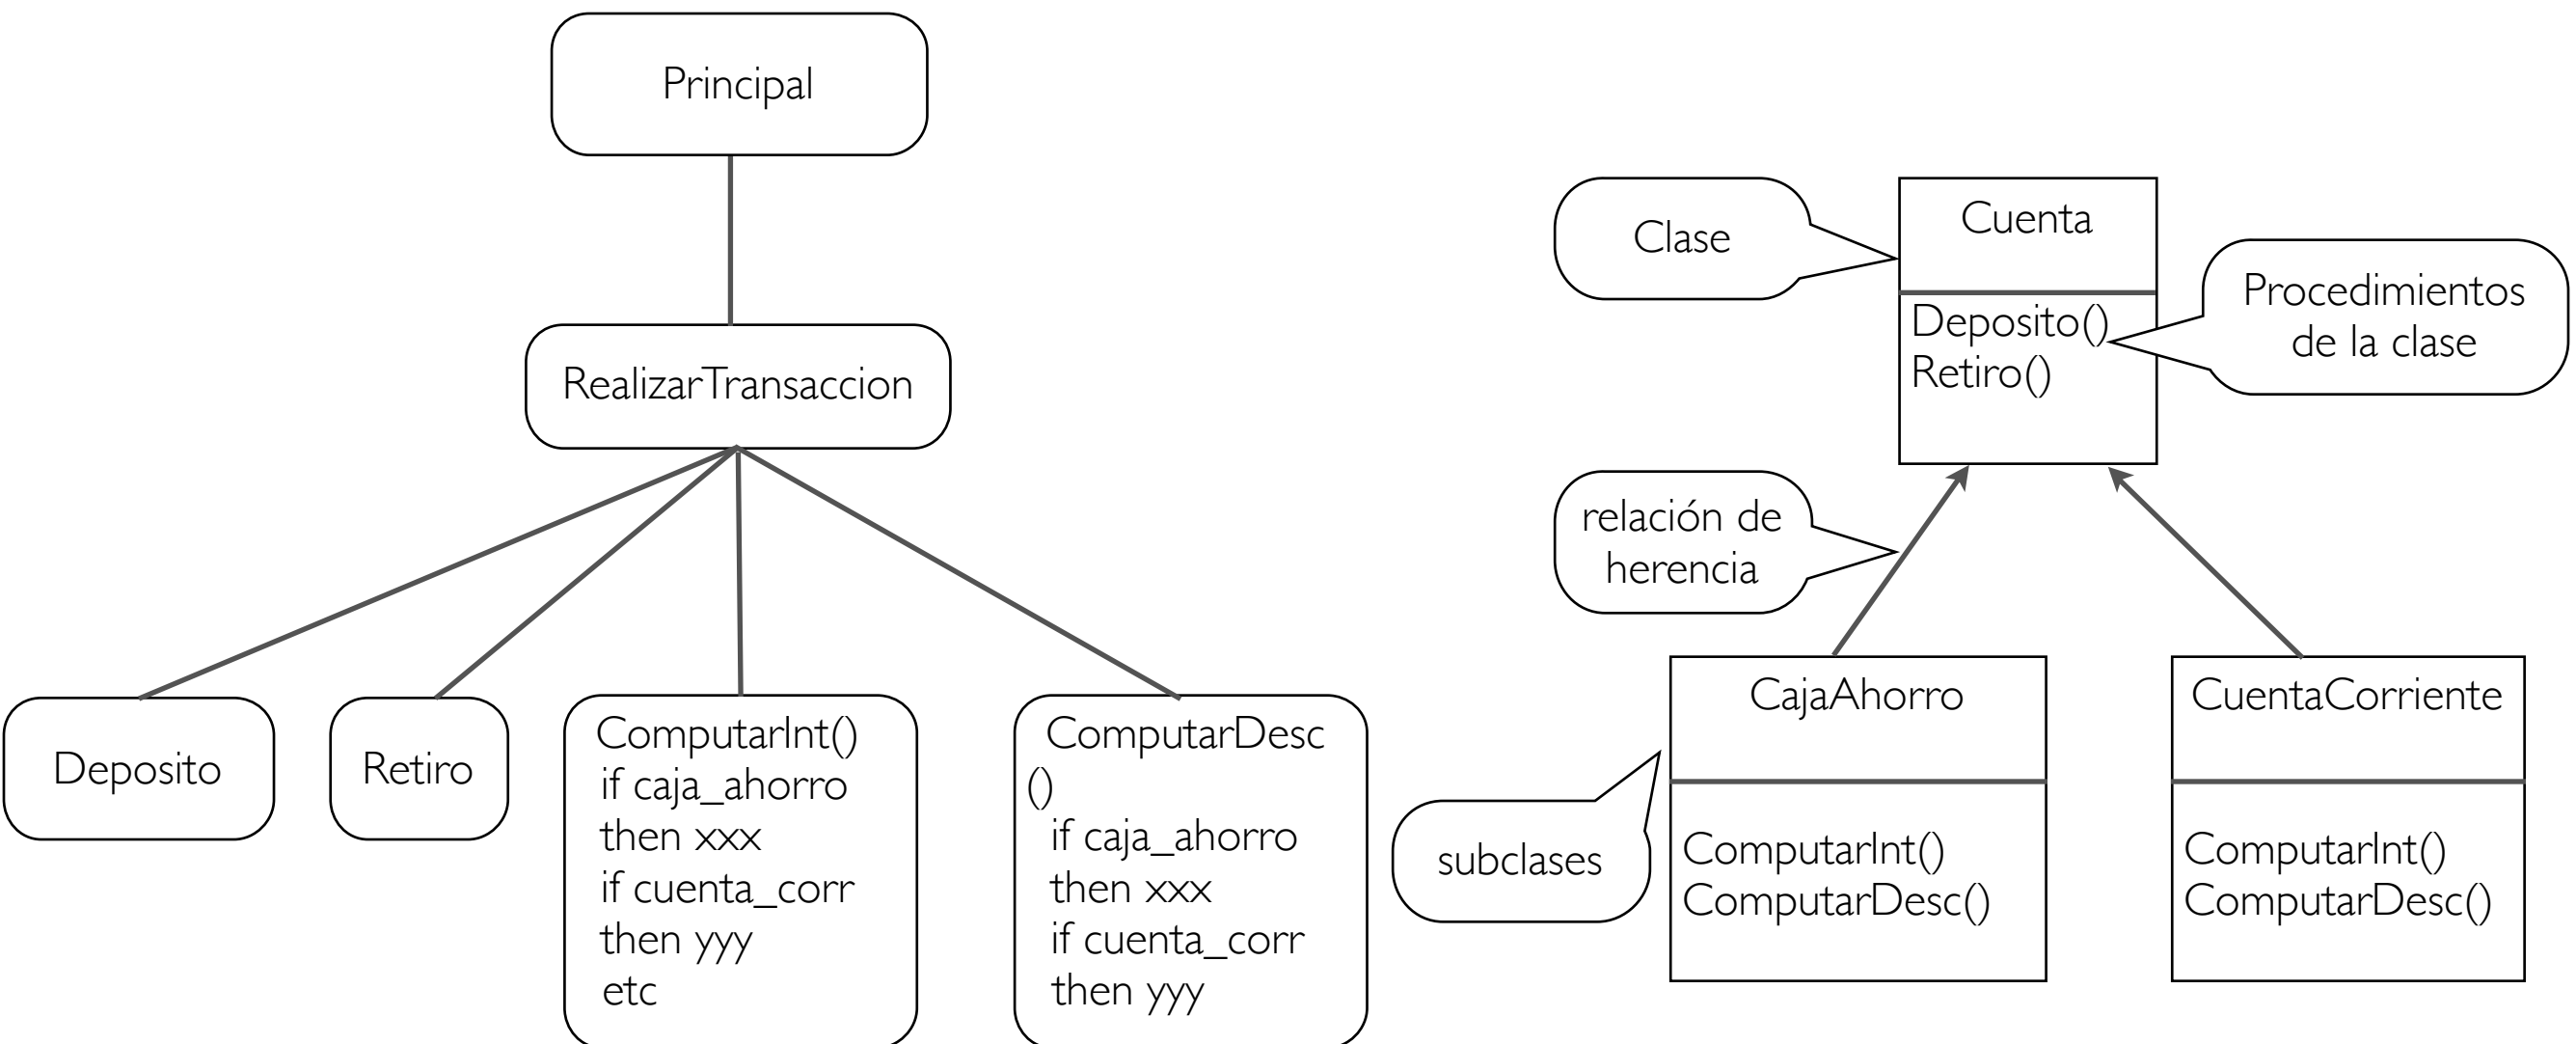 Principal
RealizarTransaccion
Deposito
Retiro
ComputarInt()
if caja_ahorro
then xxx
if cuenta_corr
then yyy
etc
ComputarDesc
()
if caja_ahorro
then xxx
if cuenta_corr
then yyy
Clase
Cuenta
Deposito()
Retiro()
Procedimientos
de la clase
relación de
herencia
subclases
CajaAhorro
ComputarInt()
ComputarDesc()
CuentaCorriente
ComputarInt()
ComputarDesc()